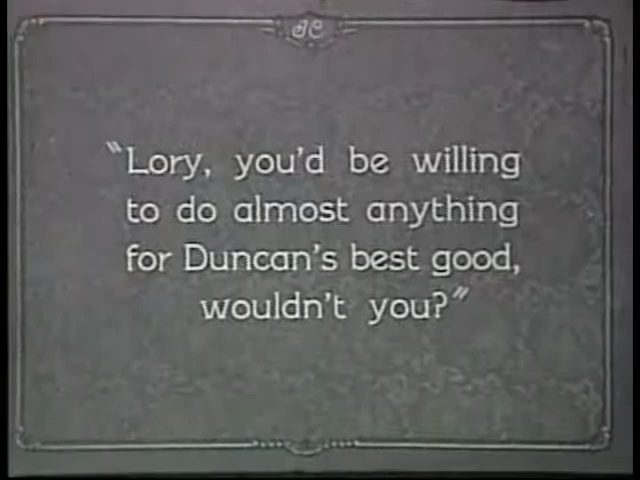 "Lory, you'd be willing
to do almost anything
for Duncan's best good,
wouldn't you?"